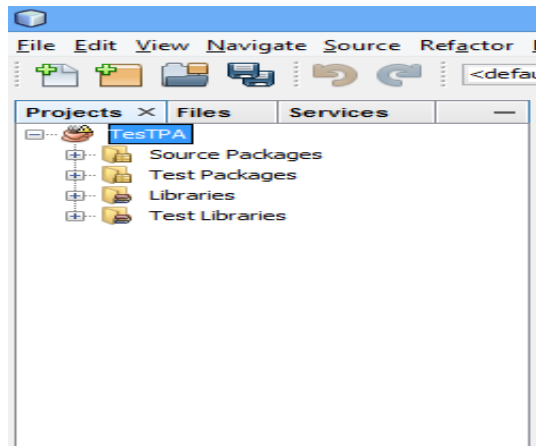 File Edit View Navigate Source Refactor
<defau
Projects Files Services
TesTPA
Source Packages
Test Packages
Libraries
Test Libraries